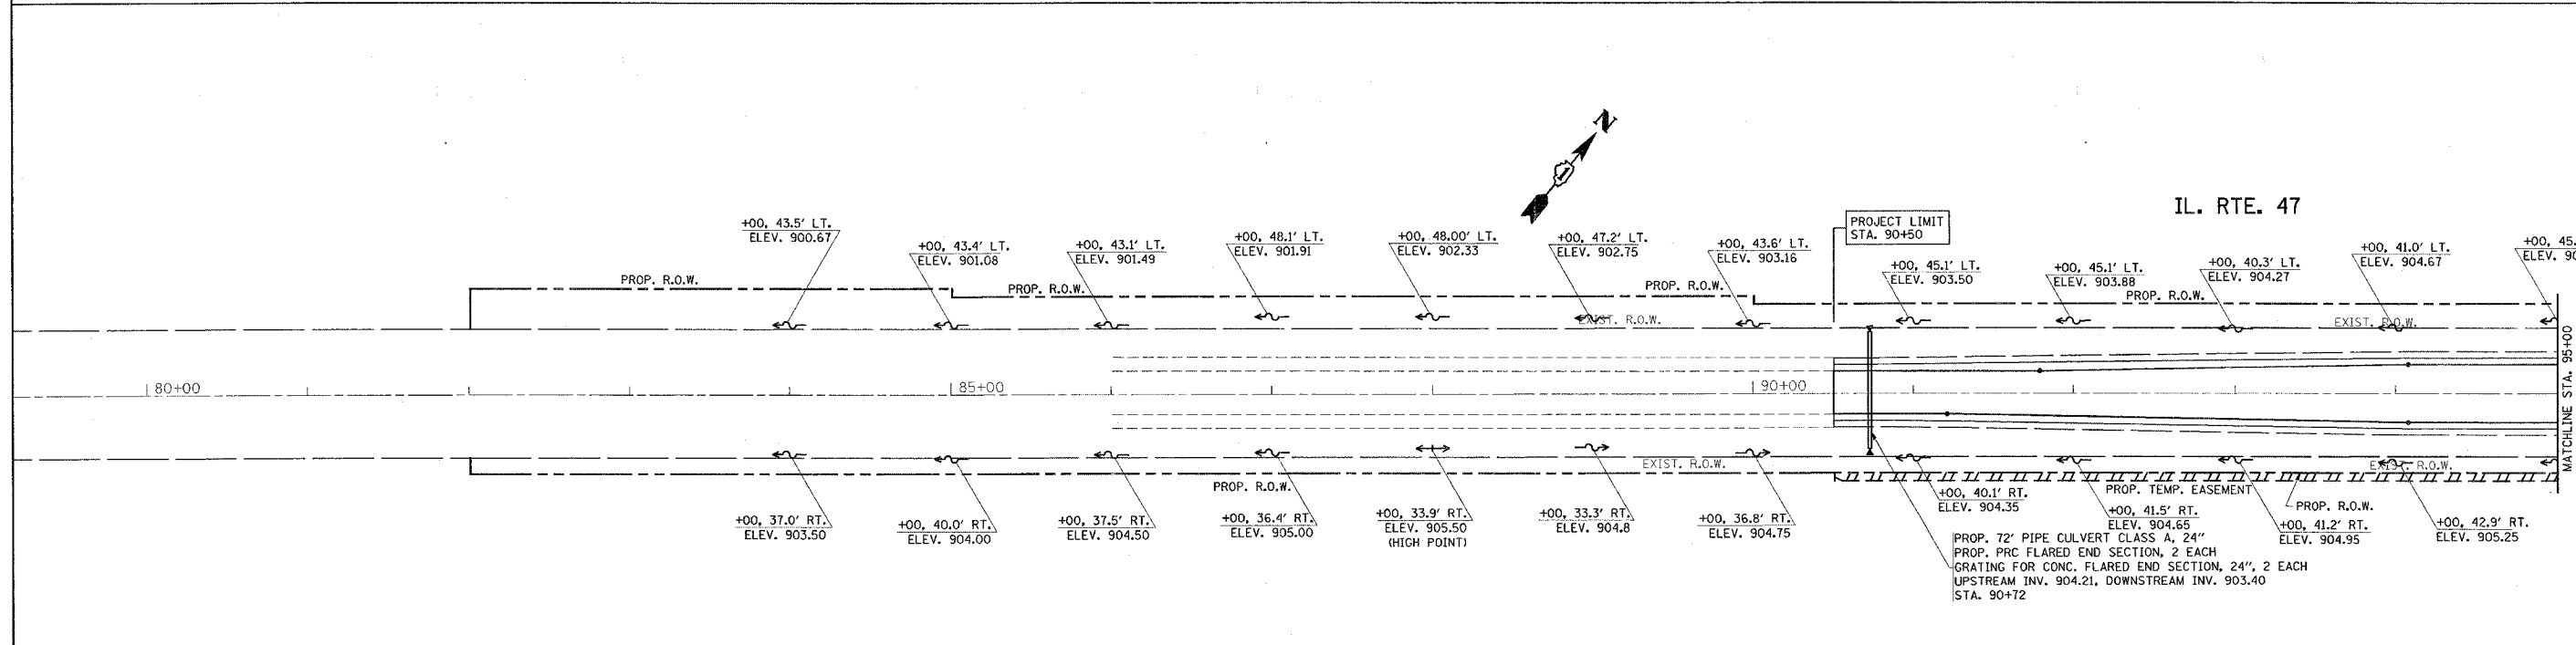 N
IL. RTE. 47
PROJECT LIMIT
STA. 90+50
+00, 43.5' LT.
ELEV. 900.67
+00, 43.4' LT.
ELEV. 901.08
+00, 43.1' LT.
ELEV. 901.49
+00, 48.1' LT.
ELEV. 901.91
+00, 48.00' LT.
ELEV. 902.33
+00, 47.2' LT.
ELEV. 902.75
+00, 43.6' LT.
ELEV. 903.16
+00, 45.1' LT.
ELEV. 903.50
+00, 45.1' LT.
ELEV. 903.88
+00, 40.3' LT.
ELEV. 904.27
+00, 41.0' LT.
ELEV. 904.67
+00, 45.
ELEV. 90
PROP. R.O.W.
PROP. R.O.W.
PROP. R.O.W.
PROP. R.O.W.
EXIST. R.O.W.
EXIST. R.O.W.
80+00
85+00
90+00
MATCHLINE STA. 95+00
EXIST. R.O.W.
EXIST. R.O.W.
PROP. R.O.W.
PROP. TEMP. EASEMENT
PROP. R.O.W.
+00, 37.0' RT.
ELEV. 903.50
+00, 40.0' RT.
ELEV. 904.00
+00, 37.5' RT.
ELEV. 904.50
+00, 36.4' RT.
ELEV. 905.00
+00, 33.9' RT.
ELEV. 905.50
(HIGH POINT)
+00, 33.3' RT.
ELEV. 904.8
+00, 36.8' RT.
ELEV. 904.75
+00, 40.1' RT.
ELEV. 904.35
+00, 41.5' RT.
ELEV. 904.65
+00, 41.2' RT.
ELEV. 904.95
+00, 42.9' RT.
ELEV. 905.25
PROP. 72' PIPE CULVERT CLASS A, 24"
PROP. PRC FLARED END SECTION, 2 EACH
GRATING FOR CONC. FLARED END SECTION, 24", 2 EACH
UPSTREAM INV. 904.21, DOWNSTREAM INV. 903.40
STA. 90+72